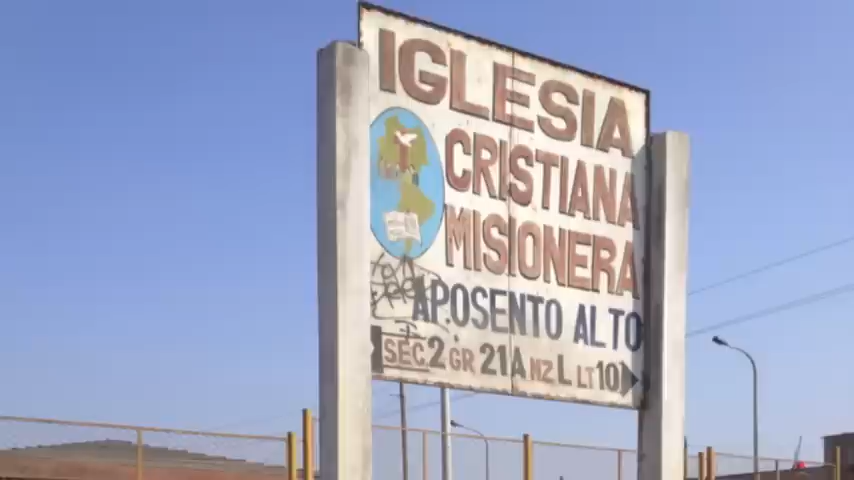 IGLESIA
CRISTIANA
MISIONERA
APOSENTO ALTO
SEC. 2 GR 21A MZ L LT 10